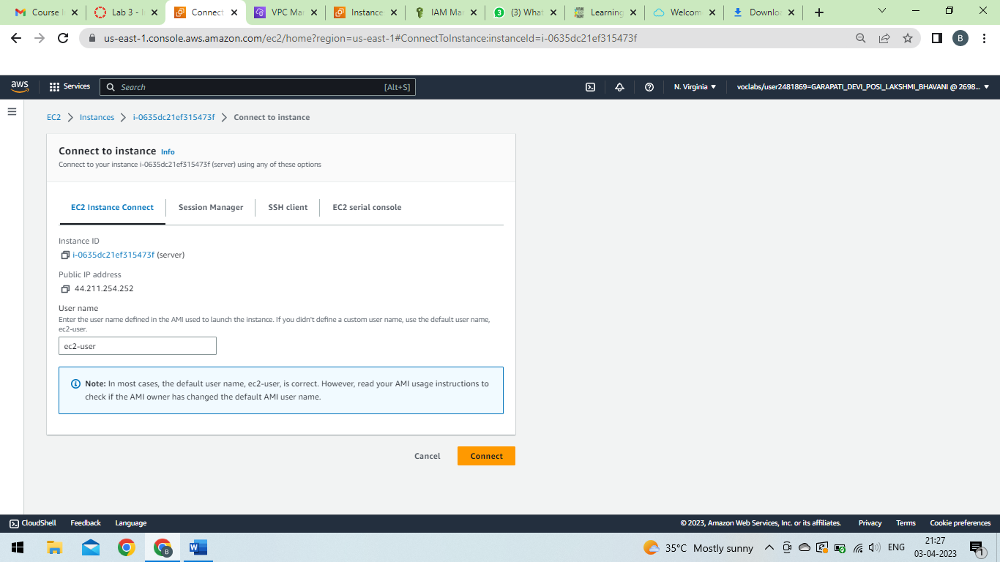 Course I
Lab 3 - I
Connect
VPC Ma
Instance
IAM Ma
(3) What
Learning
Welcom
Downlo
us-east-1.console.aws.amazon.com/ec2/home?region=us-east-1#ConnectToInstance:instanceId=i-0635dc21ef315473f
B
aws
Services
Search
[Alt+S]
N. Virginia
voclabs/user2481869=GARAPATI_DEVI_POSI_LAKSHMI_BHAVANI @ 2698...
EC2 > Instances > i-0635dc21ef315473f > Connect to instance
Connect to instance Info
Connect to your instance i-0635dc21ef315473f (server) using any of these options
EC2 Instance Connect
Session Manager
SSH client
EC2 serial console
Instance ID
i-0635dc21ef315473f (server)
Public IP address
44.211.254.252
User name
Enter the user name defined in the AMI used to launch the instance. If you didn't define a custom user name, use the default user name,
ec2-user.
ec2-user
Note: In most cases, the default user name, ec2-user, is correct. However, read your AMI usage instructions to
check if the AMI owner has changed the default AMI user name.
Cancel
Connect
CloudShell
Feedback
Language
© 2023, Amazon Web Services, Inc. or its affiliates.
Privacy
Terms
Cookie preferences
35°C Mostly sunny
ENG
21:27
03-04-2023
1